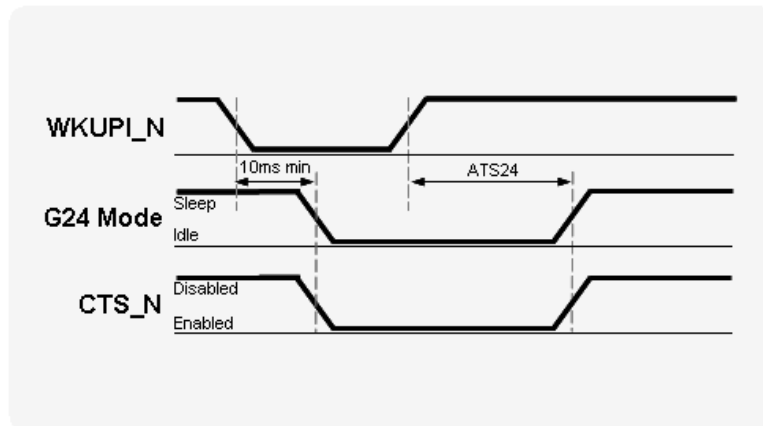 WKUPI_N
10ms min
ATS24
G24 Mode
Sleep
Idle
CTS_N
Disabled
Enabled